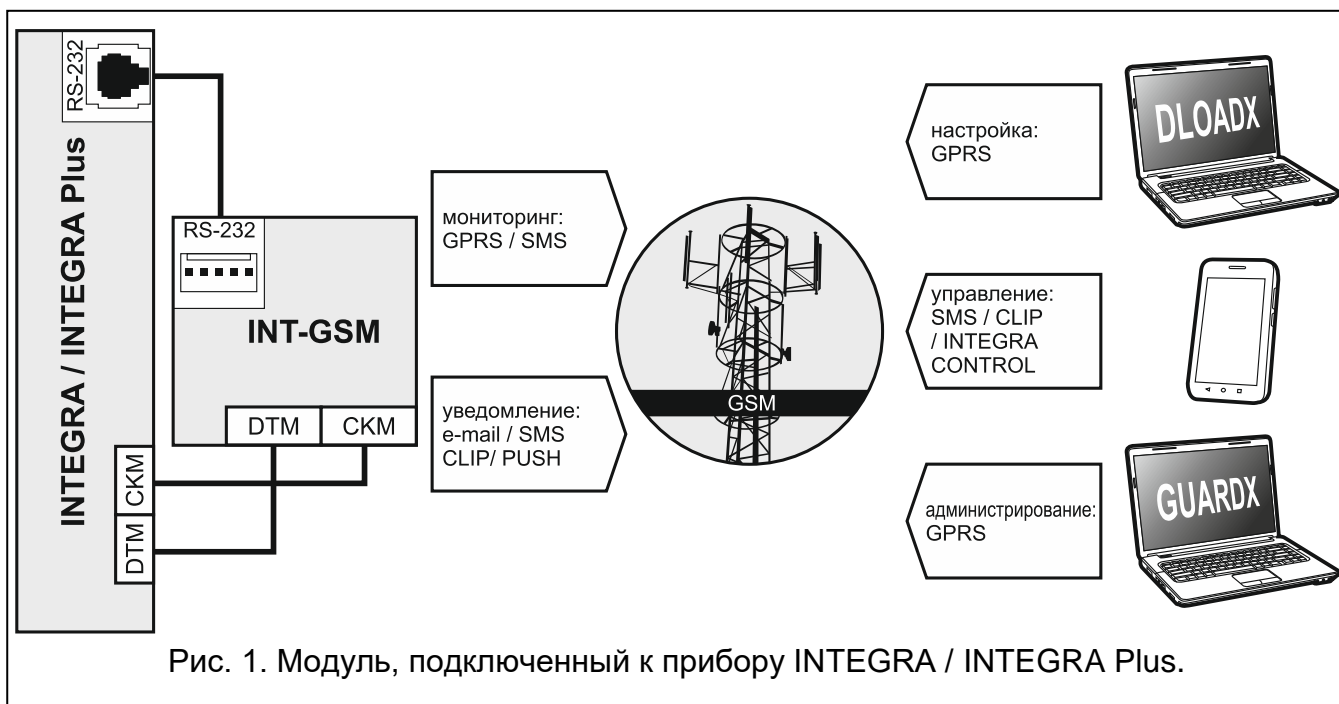 RS-232
INTEGRA / INTEGRA Plus
CKM
DTM
RS-232
INT-GSM
DTM
CKM
мониторинг:
GPRS / SMS
уведомление:
e-mail / SMS
CLIP/ PUSH
GSM
настройка:
GPRS
управление:
SMS / CLIP
/ INTEGRA
CONTROL
администрирование:
GPRS
DLOADX
GUARDX
Рис. 1. Модуль, подключенный к прибору INTEGRA / INTEGRA Plus.